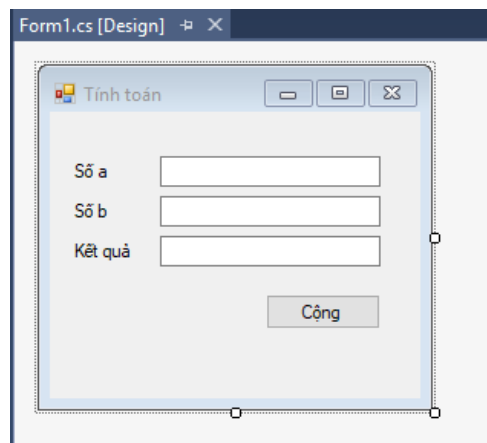 Form1.cs [Design]
Tính toán
Số a
Số b
Kết quả
Cộng